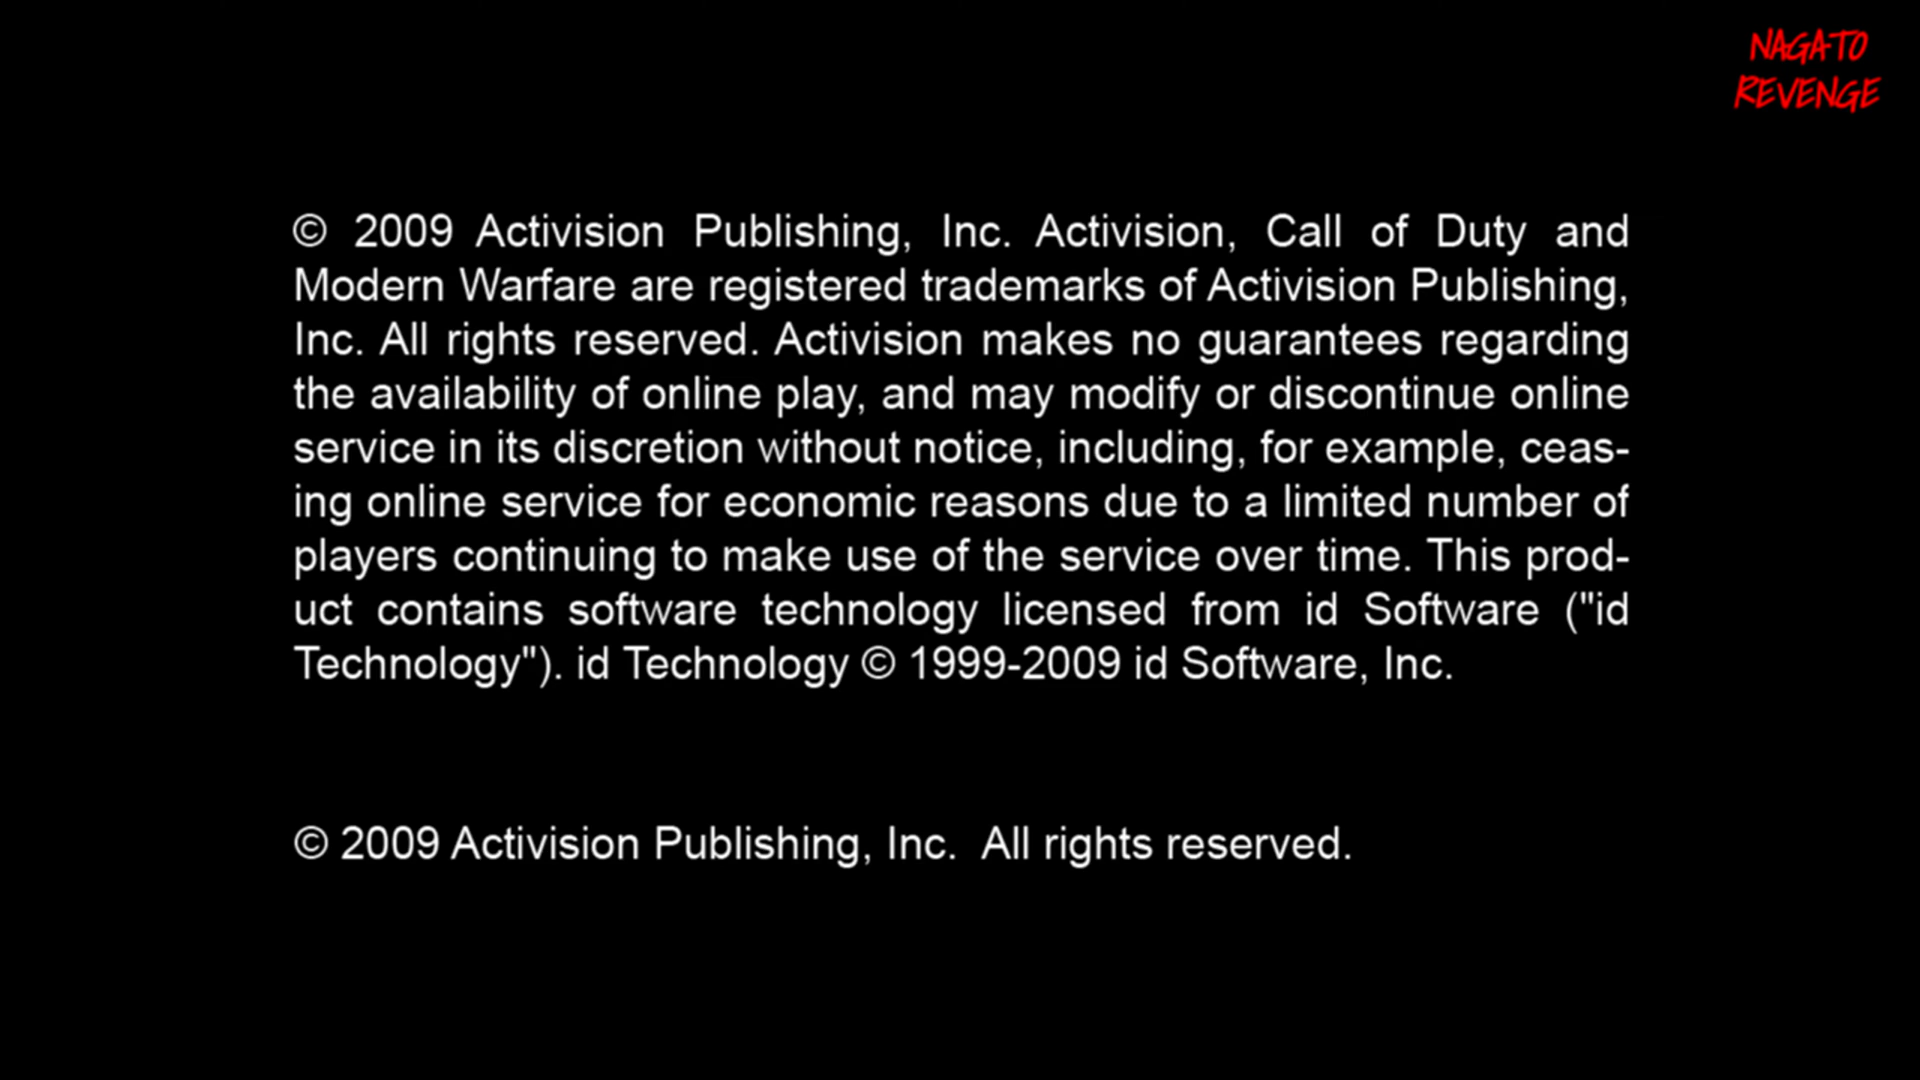 NAGATO
REVENGE
© 2009 Activision Publishing, Inc. Activision, Call of Duty and
Modern Warfare are registered trademarks of Activision Publishing,
Inc. All rights reserved. Activision makes no guarantees regarding
the availability of online play, and may modify or discontinue online
service in its discretion without notice, including, for example, ceas-
ing online service for economic reasons due to a limited number of
players continuing to make use of the service over time. This prod-
uct contains software technology licensed from id Software ("id
Technology"). id Technology © 1999-2009 id Software, Inc.
© 2009 Activision Publishing, Inc.  All rights reserved.